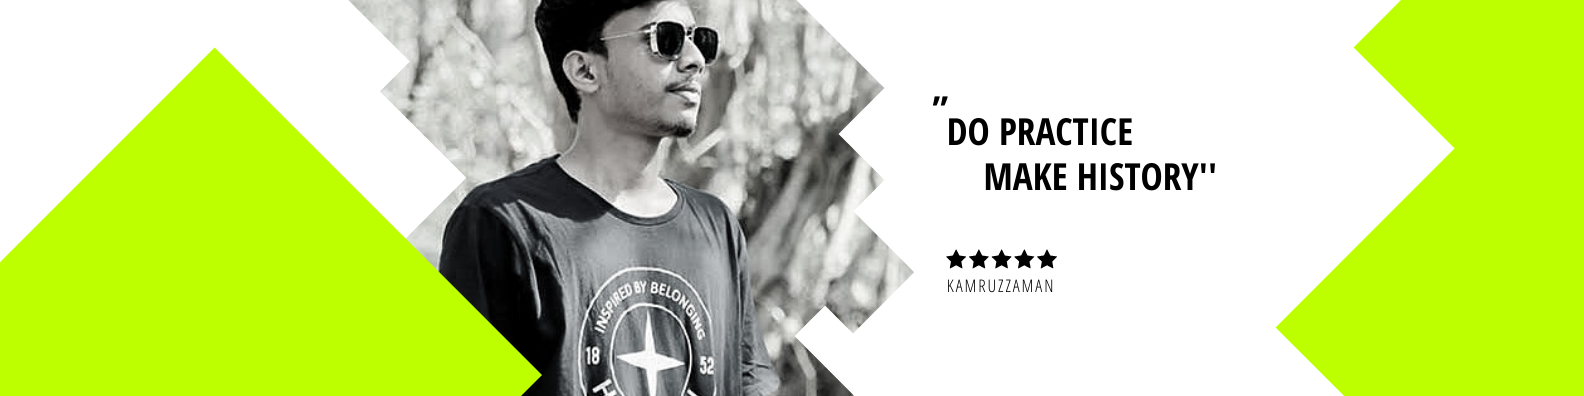 ”
DO PRACTICE
MAKE HISTORY''
KAMRUZZAMAN
INSPIRED BY BELONGING
18 52